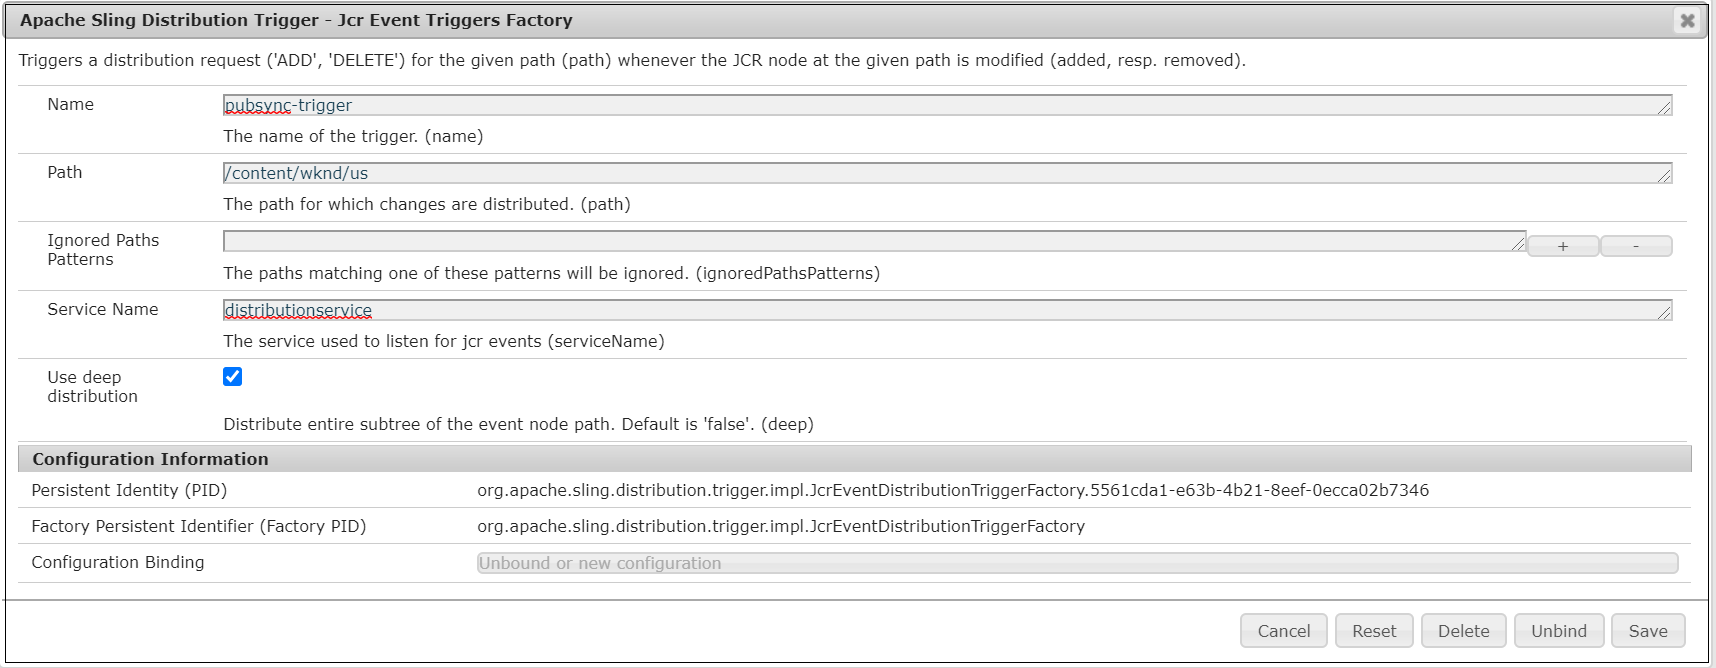 Apache Sling Distribution Trigger - Jcr Event Triggers Factory
Triggers a distribution request ('ADD', 'DELETE') for the given path (path) whenever the JCR node at the given path is modified (added, resp. removed).
Name
pubsync-trigger
The name of the trigger. (name)
Path
/content/wknd/us
The path for which changes are distributed. (path)
Ignored Paths
Patterns
+ -
The paths matching one of these patterns will be ignored. (ignoredPathsPatterns)
Service Name
distributionservice
The service used to listen for jcr events (serviceName)
Use deep
distribution
Distribute entire subtree of the event node path. Default is 'false'. (deep)
Configuration Information
Persistent Identity (PID) org.apache.sling.distribution.trigger.impl.JcrEventDistributionTriggerFactory.5561cda1-e63b-4b21-8eef-0ecca02b7346
Factory Persistent Identifier (Factory PID) org.apache.sling.distribution.trigger.impl.JcrEventDistributionTriggerFactory
Configuration Binding Unbound or new configuration
Cancel Reset Delete Unbind Save